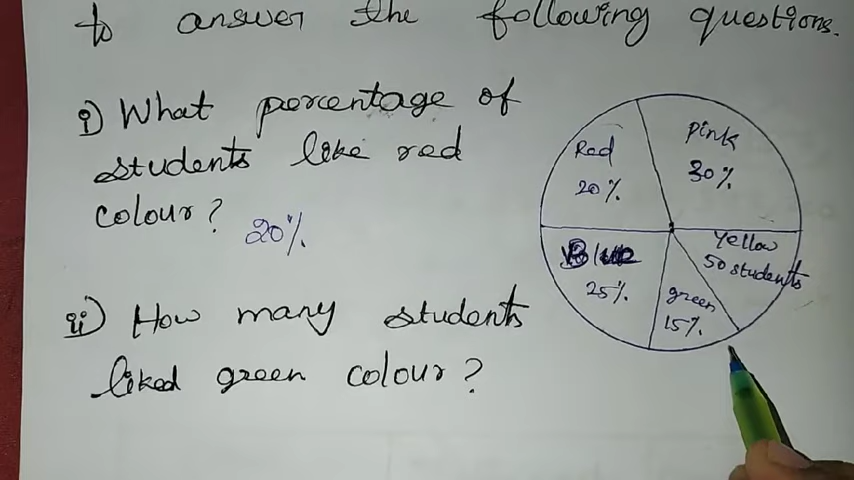 to answer the following questions.
i) What percentage of
students like red
colour? 20%
ii) How many students
liked green colour?
Red
20%
Pink
30%
Yellow
50 students
Blue
25%
green
15%